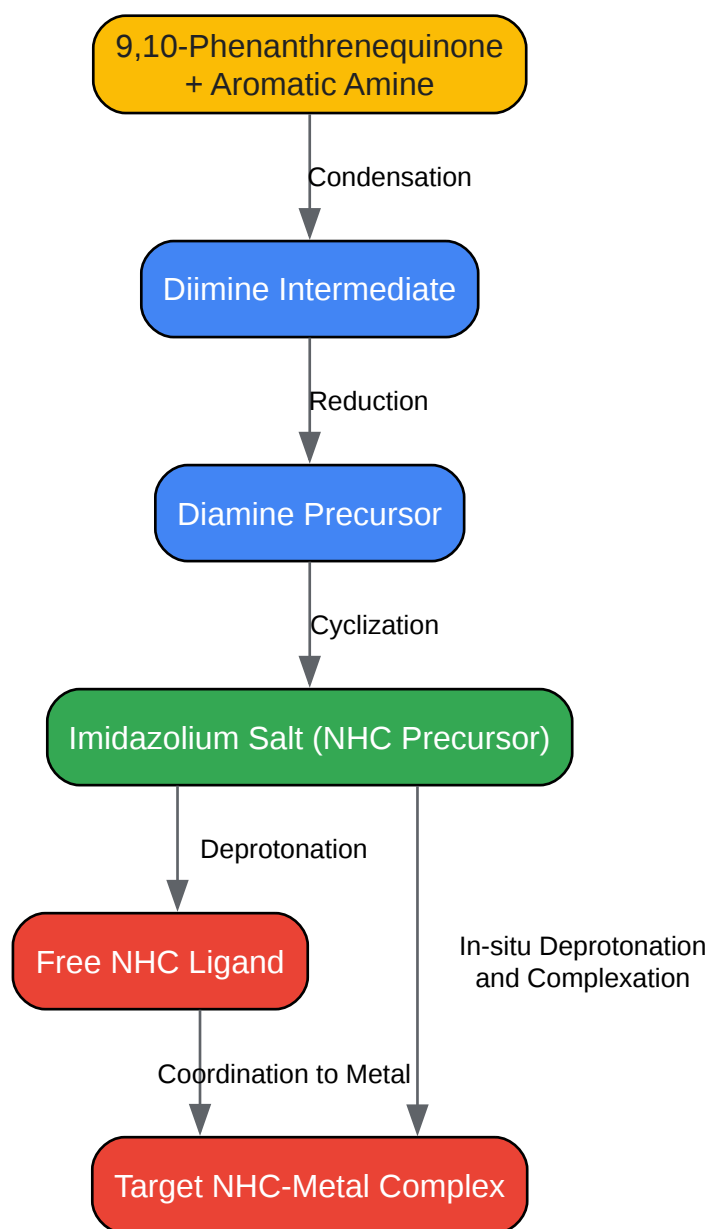 9,10-Phenanthrenequinone
+ Aromatic Amine
Condensation
Diimine Intermediate
Reduction
Diamine Precursor
Cyclization
Imidazolium Salt (NHC Precursor)
Deprotonation
Free NHC Ligand
In-situ Deprotonation
and Complexation
Coordination to Metal
Target NHC-Metal Complex